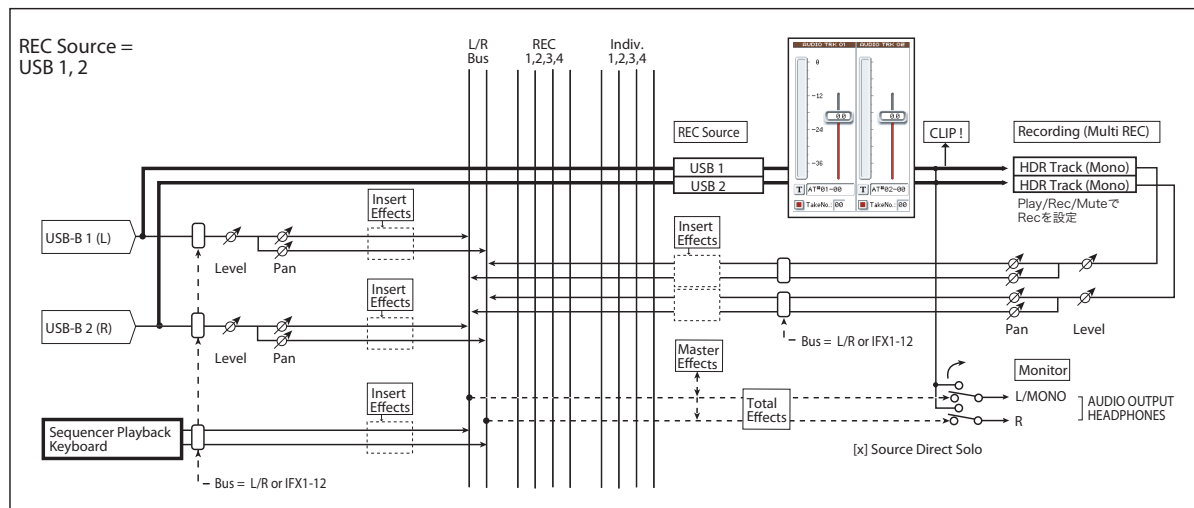 REC Source =
USB 1, 2
L/R
Bus
REC
1,2,3,4
Indiv.
1,2,3,4
AUDIO TRK 01
AUDIO TRK 02
0
-12
-24
-36
0.0
0.0
T AT#01-00
T AT#02-00
TakeNo.: 00
TakeNo.: 00
REC Source
USB 1
USB 2
CLIP !
Recording (Multi REC)
HDR Track (Mono)
HDR Track (Mono)
Play/Rec/Muteで
Recを設定
USB-B 1 (L)
Level
Pan
Insert
Effects
Insert
Effects
USB-B 2 (R)
Level
Pan
Insert
Effects
Pan
Level
Bus = L/R or IFX1-12
Master
Effects
Total
Effects
Monitor
L/MONO
R
AUDIO OUTPUT
HEADPHONES
[x] Source Direct Solo
Sequencer Playback
Keyboard
Insert
Effects
Bus = L/R or IFX1-12